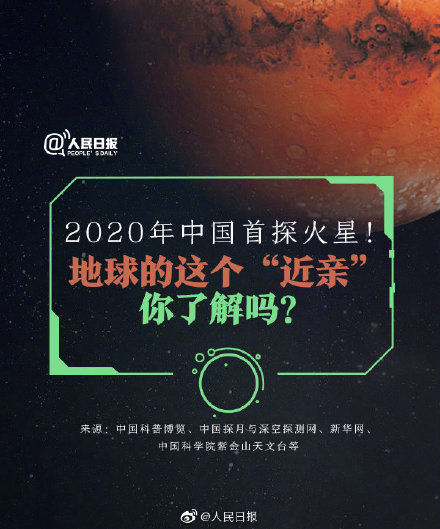 @人民日报
PEOPLE'S DAILY
2020年中国首探火星！
地球的这个“近亲”
你了解吗？
来源：中国科普博览、中国探月与深空探测网、新华网、
中国科学院紫金山天文台等
@人民日报